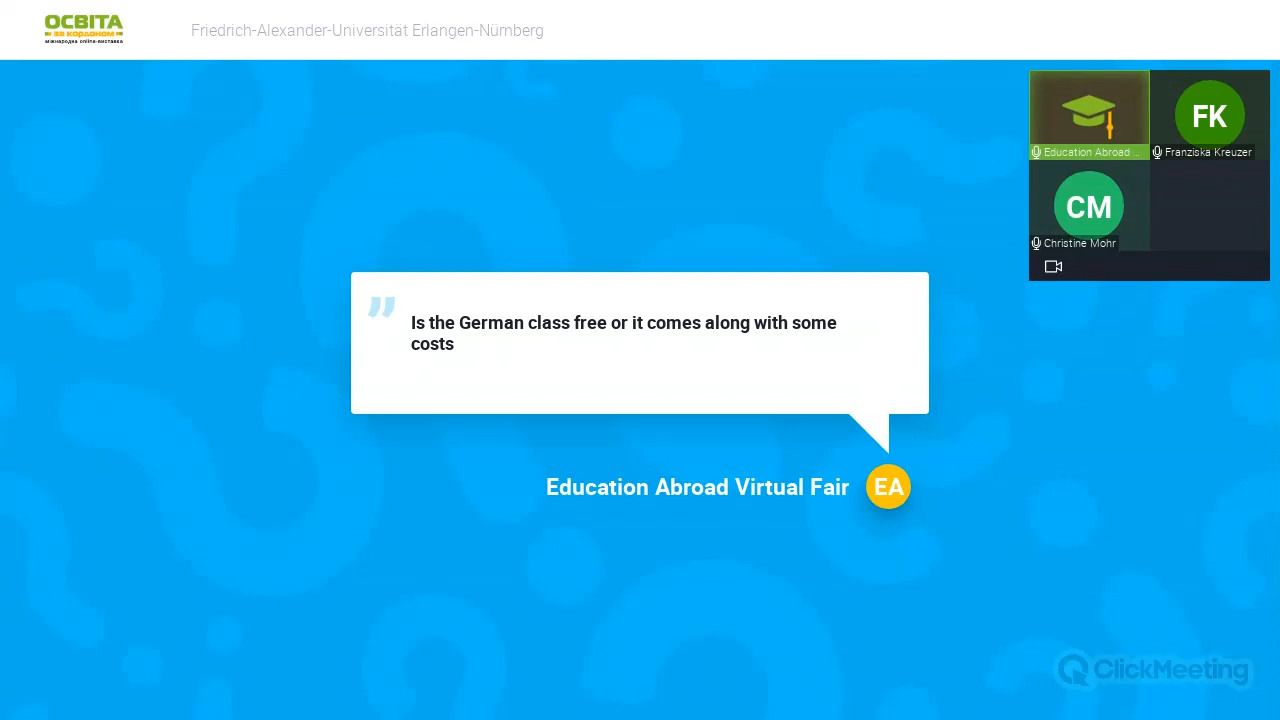 ОСВІТА
ЗА КОРДОНОМ
міжнародна online-виставка
Friedrich-Alexander-Universität Erlangen-Nürnberg
Education Abroad ...
FK
Franziska Kreuzer
CM
Christine Mohr
" Is the German class free or it comes along with some
costs
Education Abroad Virtual Fair
EA
ClickMeeting